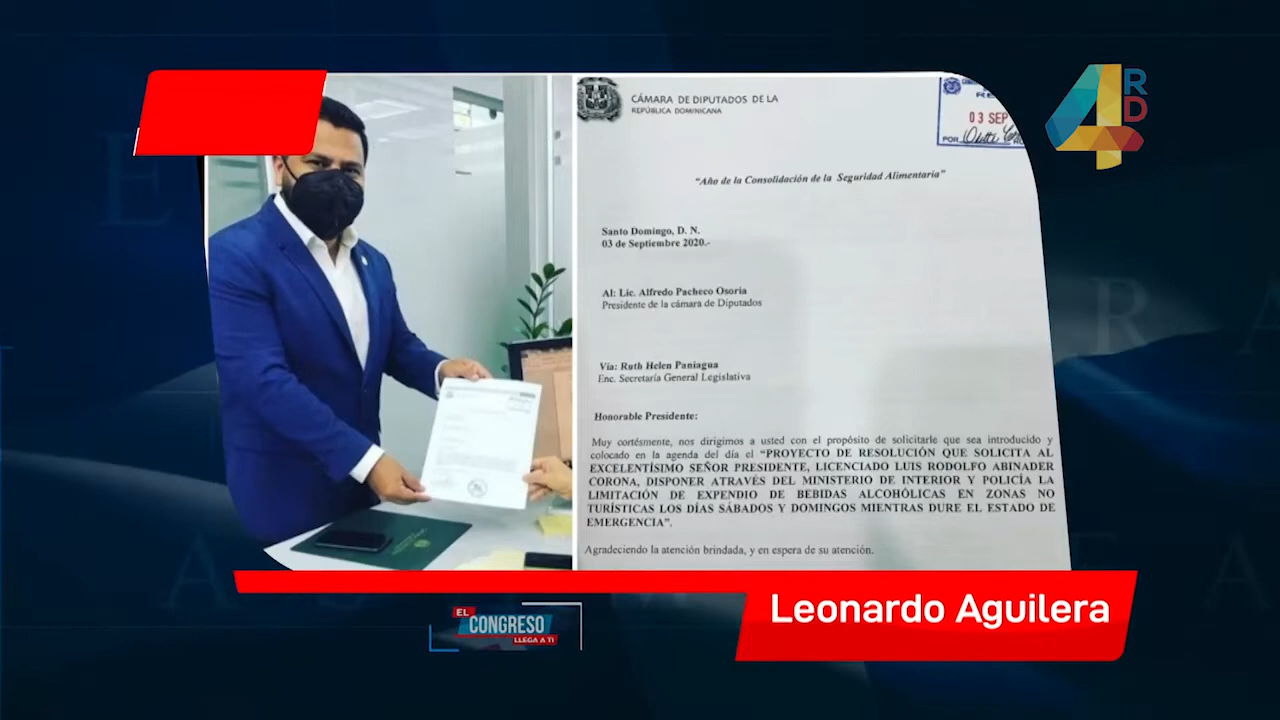 CÁMARA DE DIPUTADOS DE LA
REPÚBLICA DOMINICANA
03 SEP
POR
4
RD
"Año de la Consolidación de la Seguridad Alimentaria"
Santo Domingo, D. N.
03 de Septiembre 2020.-
Al: Lic. Alfredo Pacheco Osoria
Presidente de la cámara de Diputados
Vía: Ruth Helen Paniagua
Enc. Secretaría General Legislativa
Honorable Presidente:
Muy cortésmente, nos dirigimos a usted con el propósito de solicitarle que sea introducido y
colocado en la agenda del día el "PROYECTO DE RESOLUCIÓN QUE SOLICITA AL
EXCELENTÍSIMO SEÑOR PRESIDENTE, LICENCIADO LUIS RODOLFO ABINADER
CORONA, DISPONER ATRAVÉS DEL MINISTERIO DE INTERIOR Y POLICÍA LA
LIMITACIÓN DE EXPENDIO DE BEBIDAS ALCOHÓLICAS EN ZONAS NO
TURÍSTICAS LOS DÍAS SÁBADOS Y DOMINGOS MIENTRAS DURE EL ESTADO DE
EMERGENCIA".
Agradeciendo la atención brindada, y en espera de su atención.
EL
CONGRESO
LLEGA A TI
Leonardo Aguilera